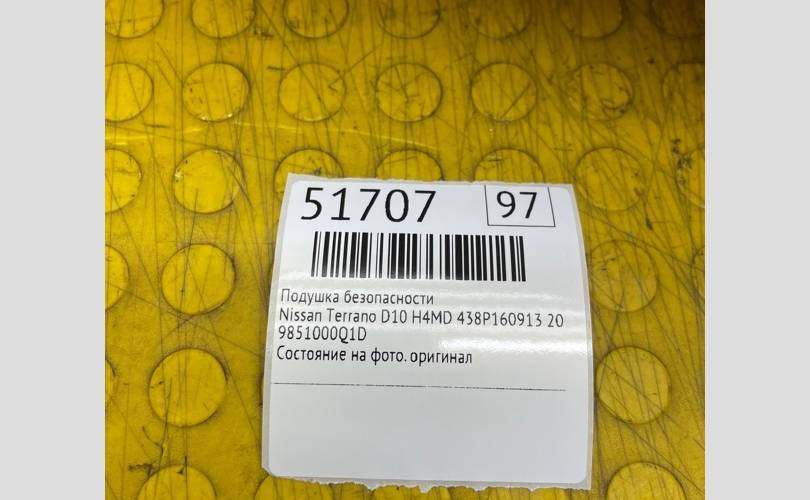 51707 97
Подушка безопасности
Nissan Terrano D10 H4MD 438P160913 20
9851000Q1D
Состояние на фото. оригинал